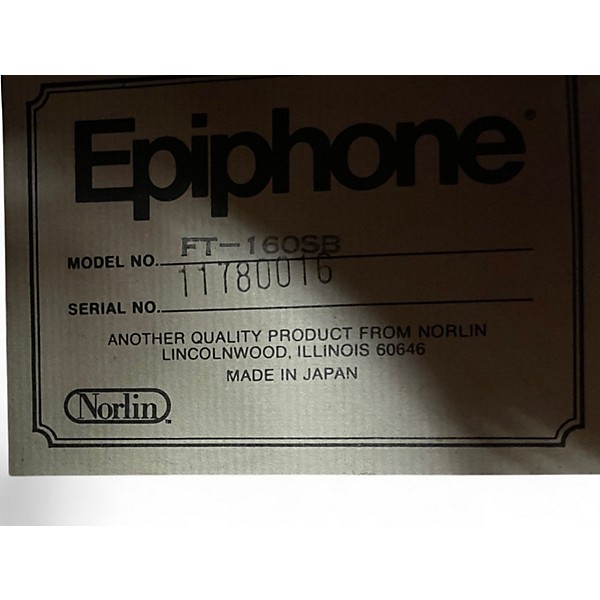 Epiphone®
MODEL NO. FT-160SB
11780016
SERIAL NO.
ANOTHER QUALITY PRODUCT FROM NORLIN
LINCOLNWOOD, ILLINOIS 60646
MADE IN JAPAN
Norlin™